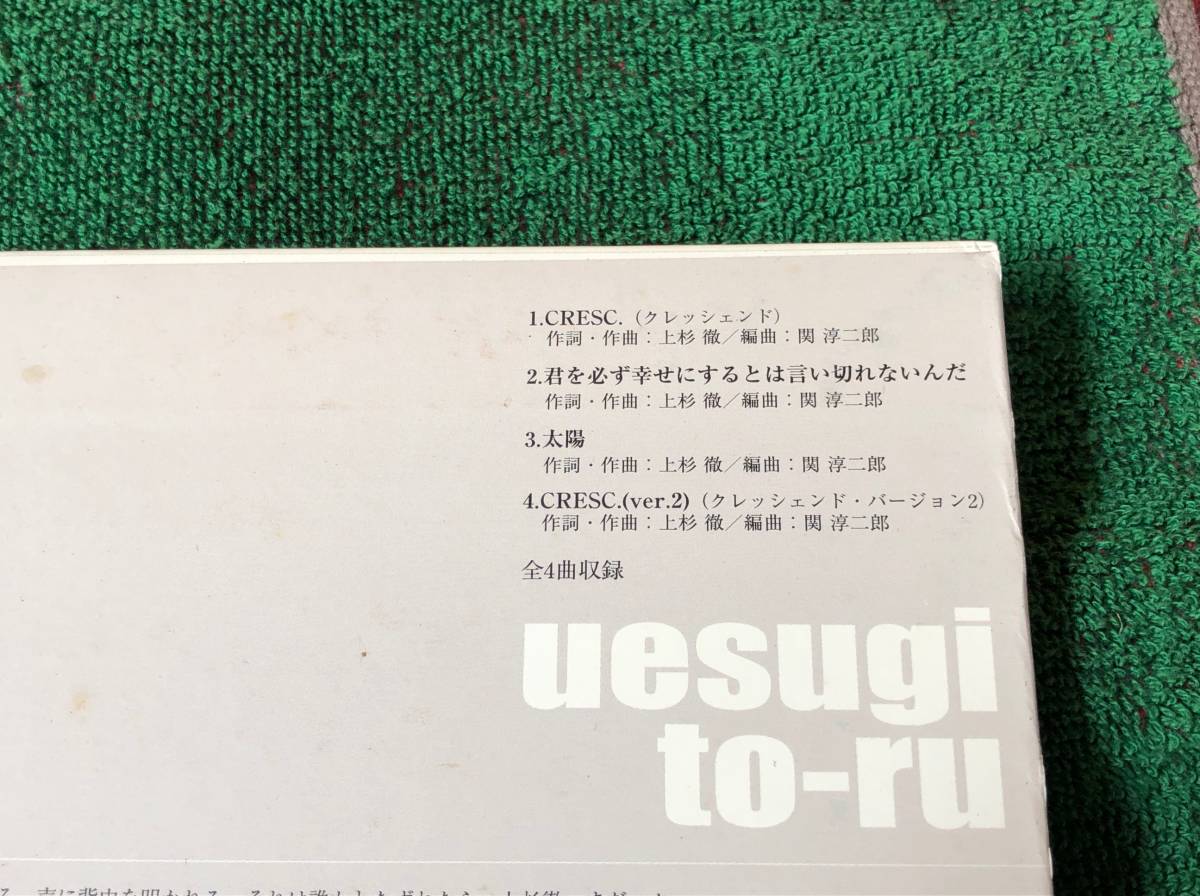 1.CRESC.（クレッシェンド）
作詞・作曲：上杉 徹／編曲：関 淳二郎
2.君を必ず幸せにするとは言い切れないんだ
作詞・作曲：上杉 徹／編曲：関 淳二郎
3.太陽
作詞・作曲：上杉 徹／編曲：関 淳二郎
4.CRESC.(ver.2)（クレッシェンド・バージョン2）
作詞・作曲：上杉 徹／編曲：関 淳二郎
全4曲収録
uesugi
to-ru